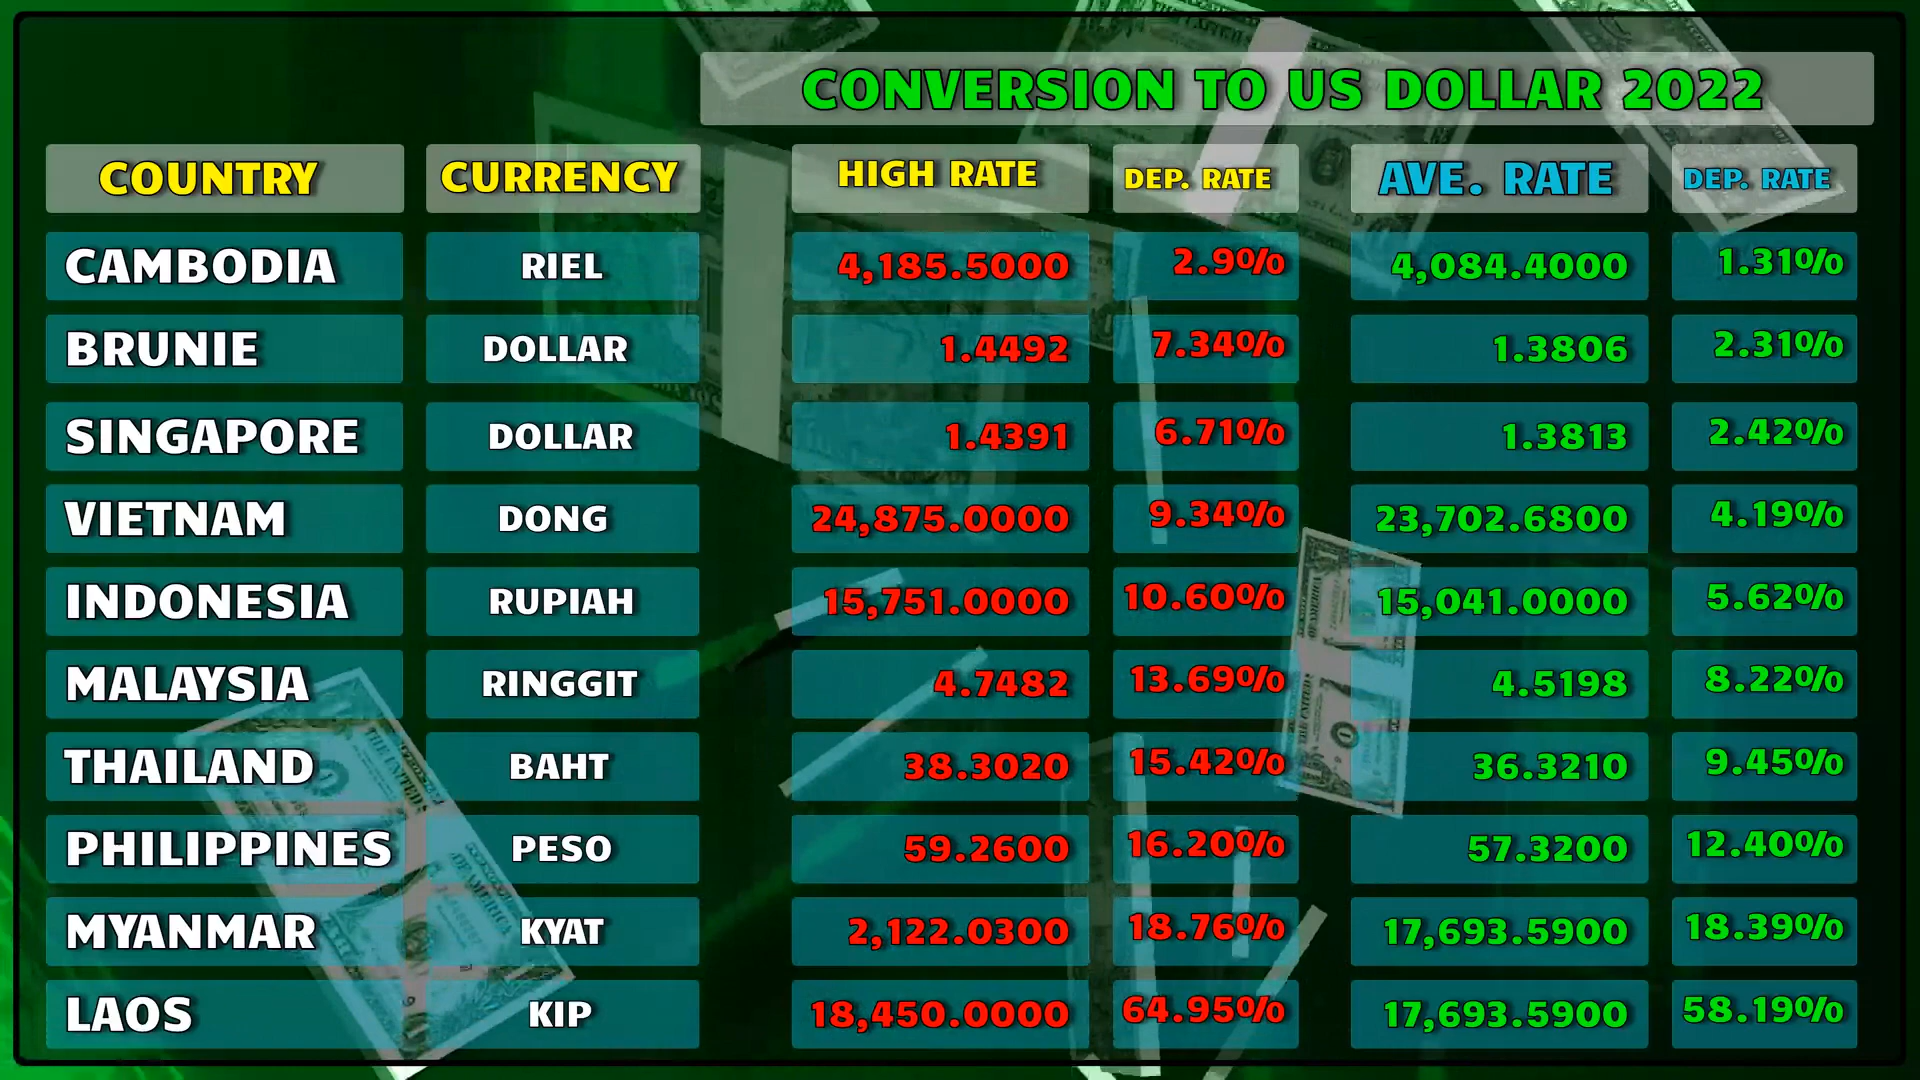 CONVERSION TO US DOLLAR 2022
COUNTRY CURRENCY HIGH RATE DEP. RATE AVE. RATE DEP. RATE
CAMBODIA RIEL 4,185.5000 2.9% 4,084.4000 1.31%
BRUNIE DOLLAR 1.4492 7.34% 1.3806 2.31%
SINGAPORE DOLLAR 1.4391 6.71% 1.3813 2.42%
VIETNAM DONG 24,875.0000 9.34% 23,702.6800 4.19%
INDONESIA RUPIAH 15,751.0000 10.60% 15,041.0000 5.62%
MALAYSIA RINGGIT 4.7482 13.69% 4.5198 8.22%
THAILAND BAHT 38.3020 15.42% 36.3210 9.45%
PHILIPPINES PESO 59.2600 16.20% 57.3200 12.40%
MYANMAR KYAT 2,122.0300 18.76% 17,693.5900 18.39%
LAOS KIP 18,450.0000 64.95% 17,693.5900 58.19%